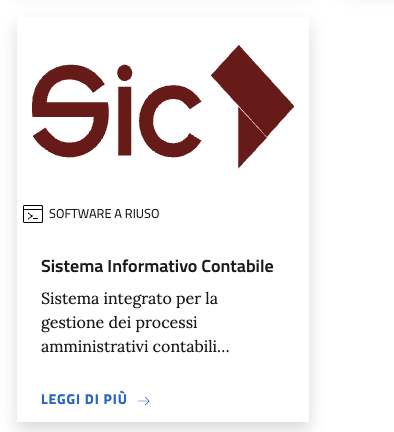 Sic
SOFTWARE A RIUSO
Sistema Informativo Contabile
Sistema integrato per la
gestione dei processi
amministrativi contabili...
LEGGI DI PIÙ →